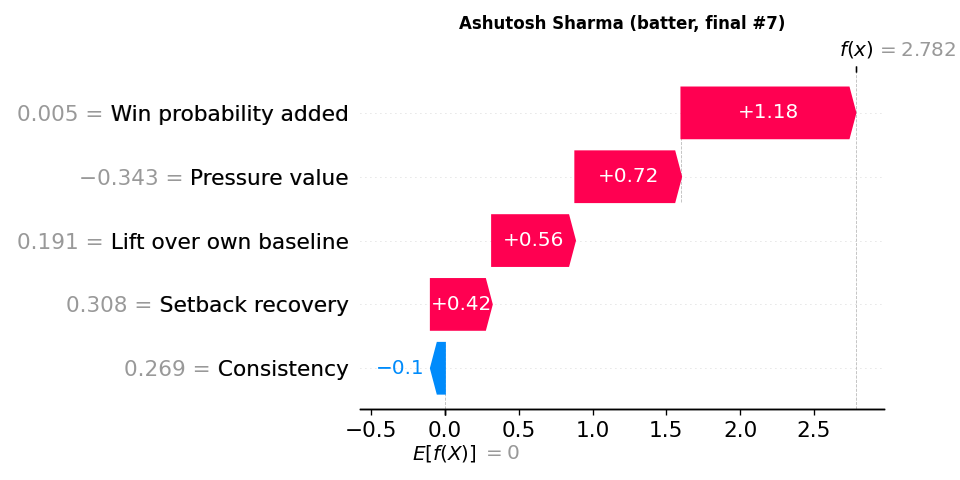 Ashutosh Sharma (batter, final #7)
f(x) = 2.782
0.005 = Win probability added
+1.18
−0.343 = Pressure value
+0.72
0.191 = Lift over own baseline
+0.56
0.308 = Setback recovery
+0.42
0.269 = Consistency
−0.1
−0.5 0.0 0.5 1.0 1.5 2.0 2.5
E[f(X)] = 0